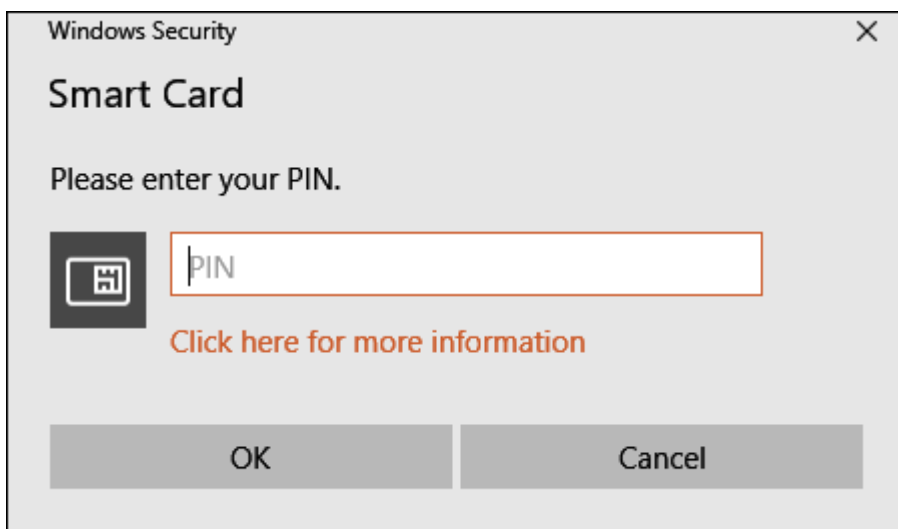 Windows Security
Smart Card
Please enter your PIN.
PIN
Click here for more information
OK
Cancel